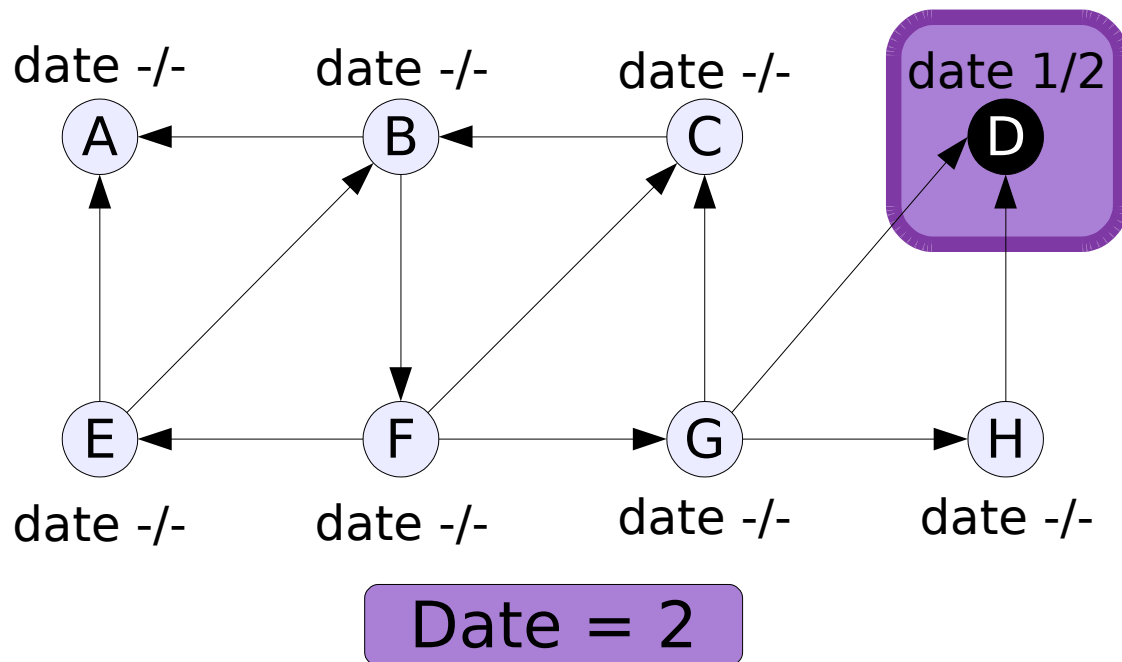 date -/- date -/- date -/- date 1/2
A B C D
E F G H
date -/- date -/- date -/- date -/-
Date = 2